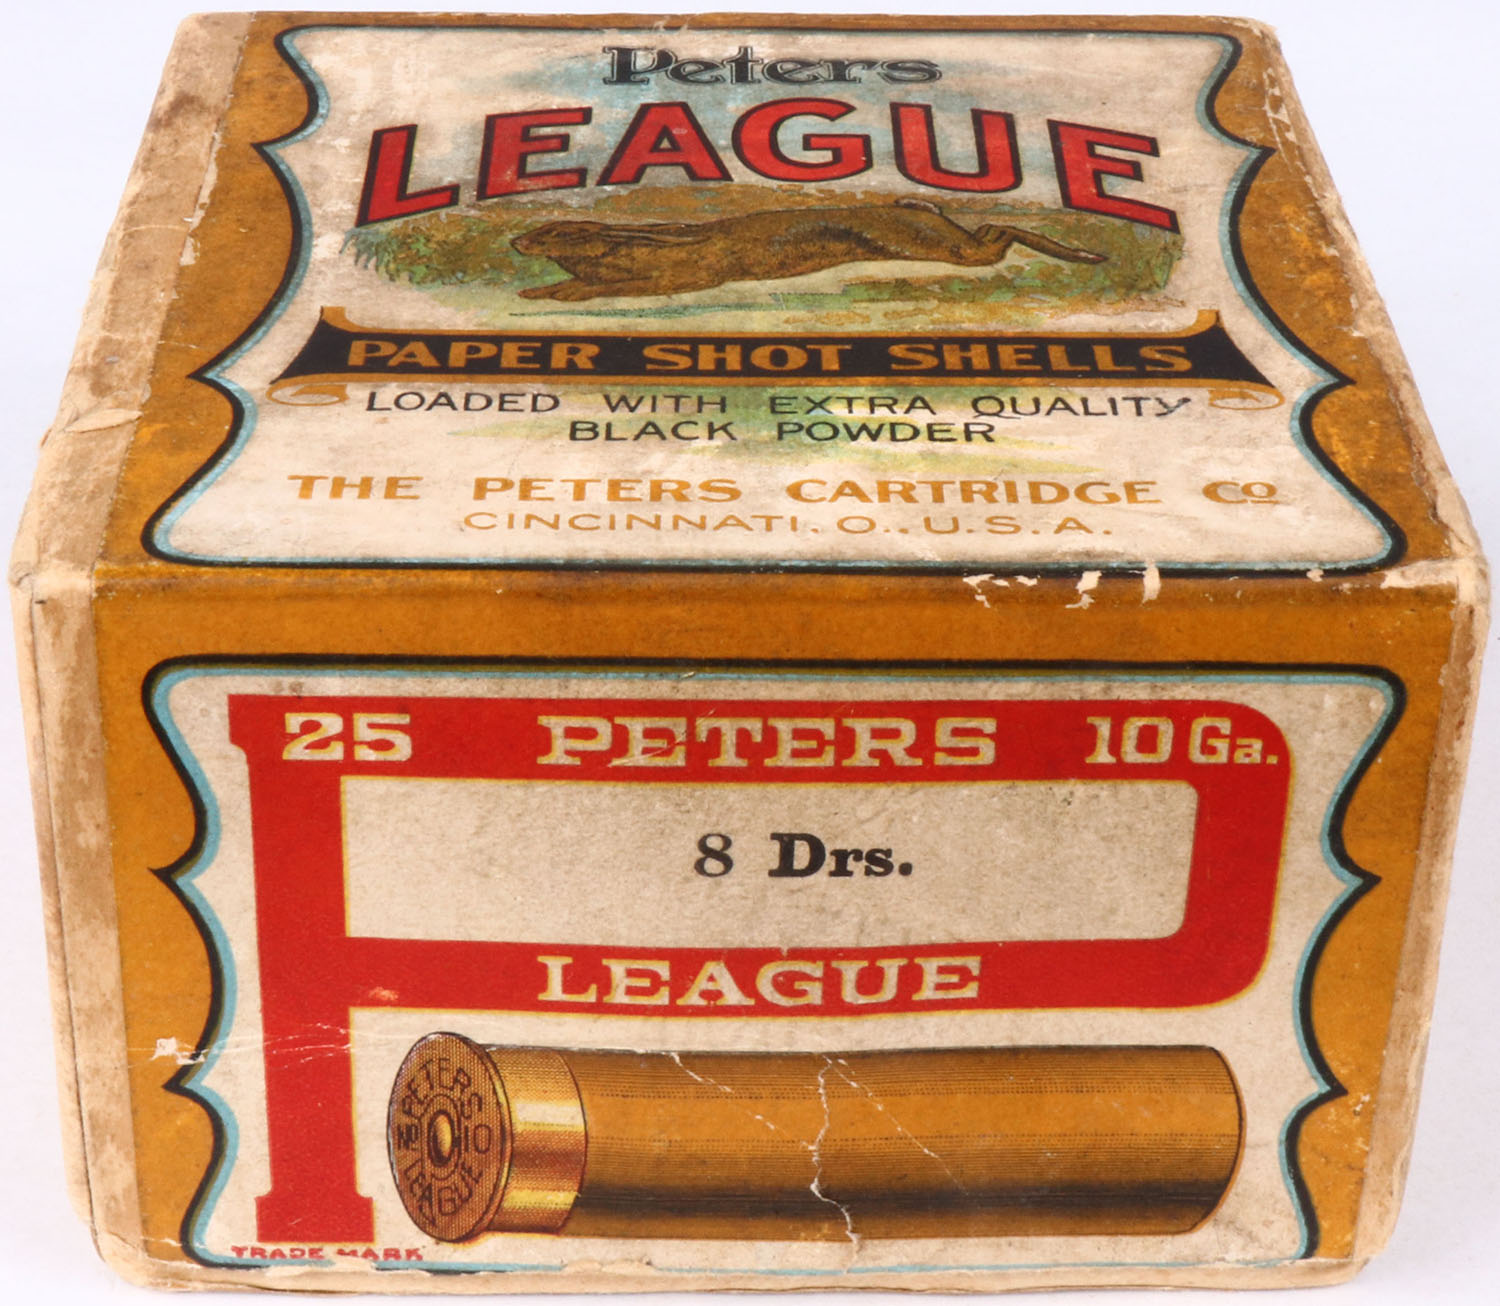 Peters
LEAGUE
PAPER SHOT SHELLS
LOADED WITH EXTRA QUALITY
BLACK POWDER
THE PETERS CARTRIDGE CO
CINCINNATI, O., U.S.A.
25 PETERS 10 Ga.
8 Drs.
LEAGUE
PETERS
No 10
LEAGUE
TRADE MARK